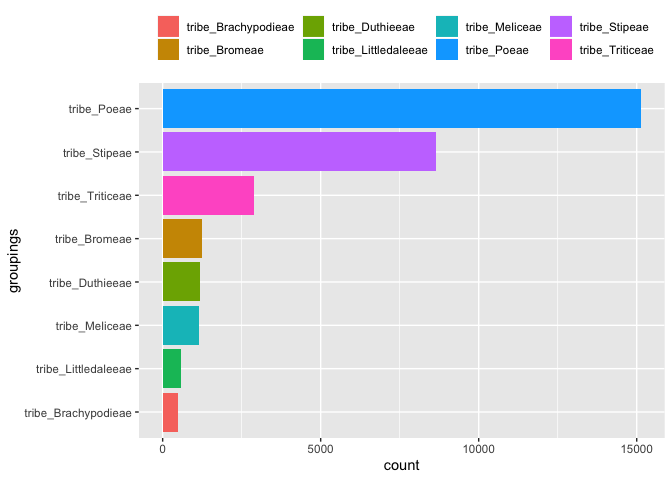 tribe_Brachypodieae tribe_Duthieeae tribe_Meliceae tribe_Stipeae
tribe_Bromeae tribe_Littledaleeae tribe_Poeae tribe_Triticeae
groupings
tribe_Poeae
tribe_Stipeae
tribe_Triticeae
tribe_Bromeae
tribe_Duthieeae
tribe_Meliceae
tribe_Littledaleeae
tribe_Brachypodieae
0 5000 10000 15000
count